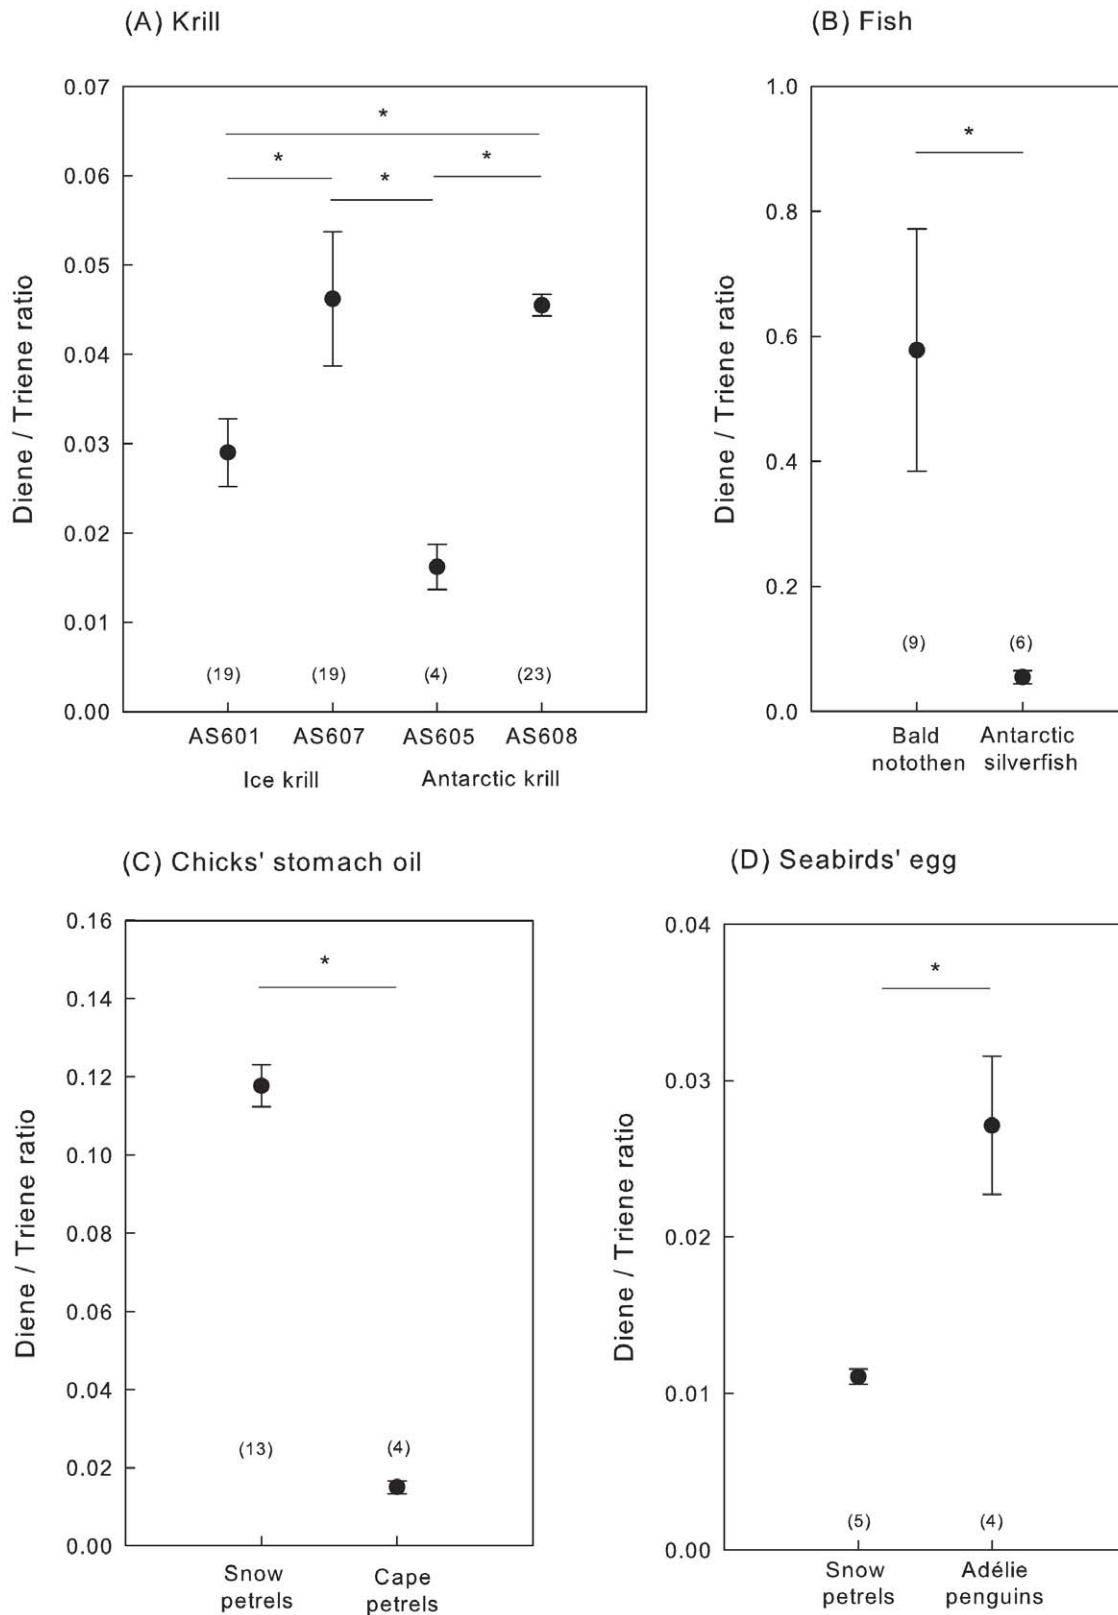 (A) Krill
Diene / Triene ratio
0.07
0.06
0.05
0.04
0.03
0.02
0.01
0.00
*
*
*
*
(19)
(19)
(4)
(23)
AS601
AS607
AS605
AS608
Ice krill
Antarctic krill
(B) Fish
Diene / Triene ratio
1.0
0.8
0.6
0.4
0.2
0.0
*
(9)
(6)
Bald
notothen
Antarctic
silverfish
(C) Chicks' stomach oil
Diene / Triene ratio
0.16
0.14
0.12
0.10
0.08
0.06
0.04
0.02
0.00
*
(13)
(4)
Snow
petrels
Cape
petrels
(D) Seabirds' egg
Diene / Triene ratio
0.04
0.03
0.02
0.01
0.00
*
(5)
(4)
Snow
petrels
Adélie
penguins